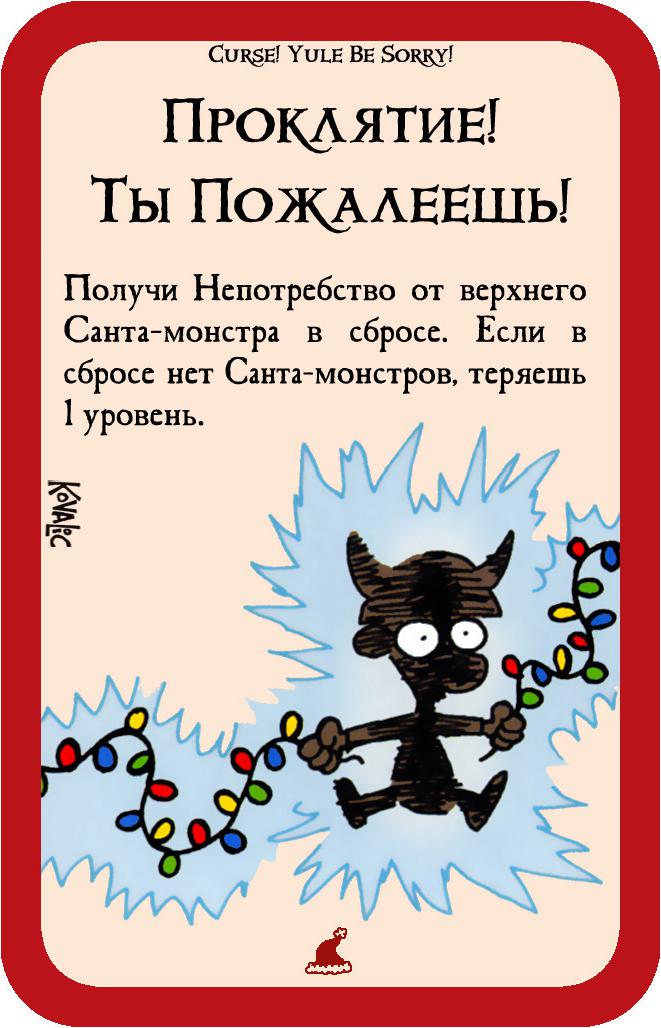 Curse! Yule Be Sorry!
Проклятие!
Ты Пожалеешь!
Получи Непотребство от верхнего
Санта-монстра в сбросе. Если в
сбросе нет Санта-монстров, теряешь
1 уровень.
Kovalic